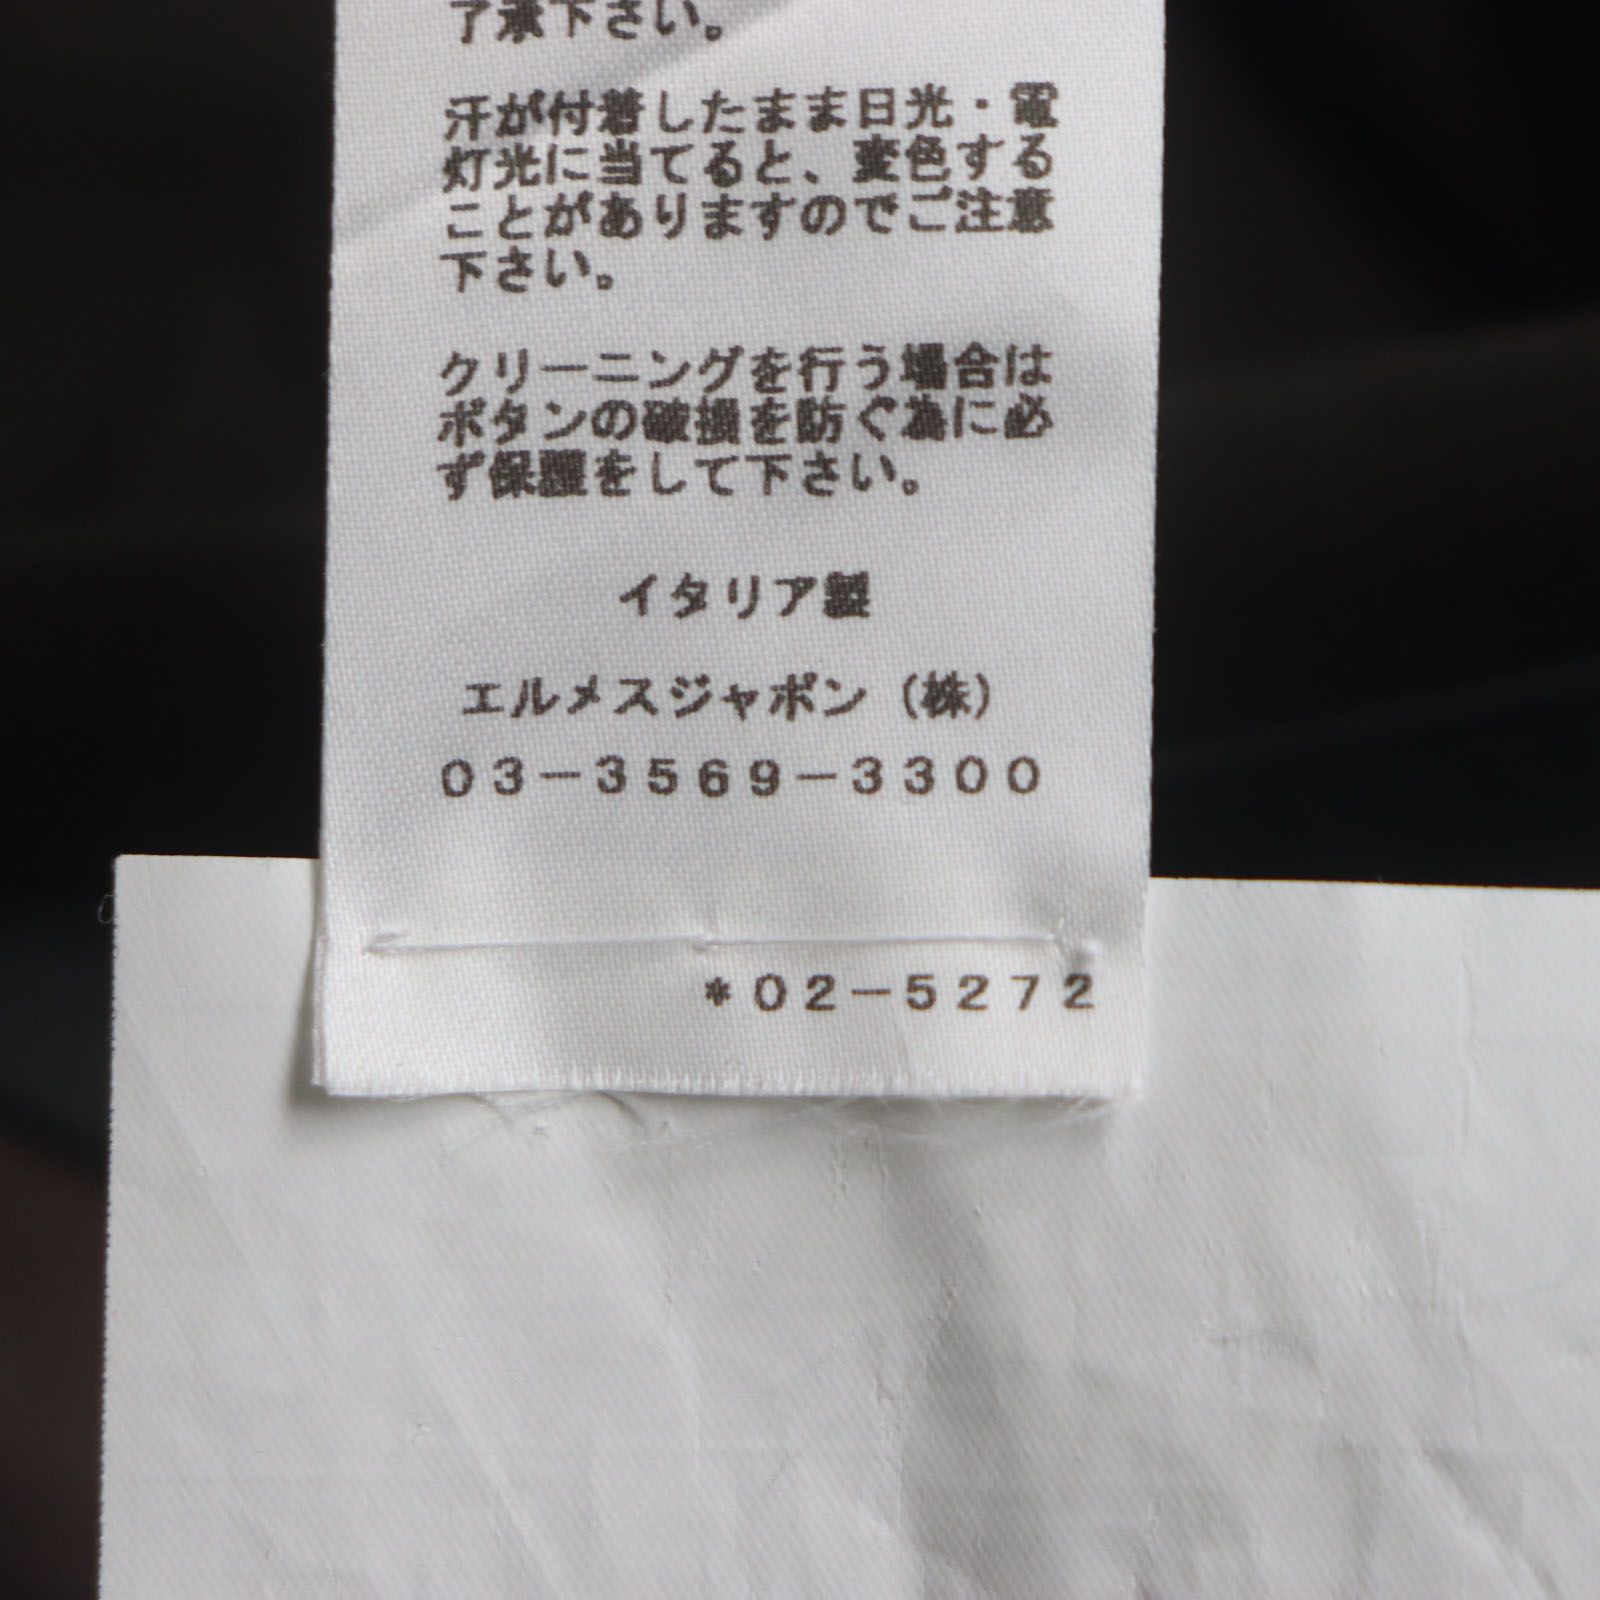 了承下さい。
汗が付着したまま日光・電
灯光に当てると、変色する
ことがありますのでご注意
下さい。
クリーニングを行う場合は
ボタンの破損を防ぐ為に必
ず保護をして下さい。
イタリア製
エルメスジャポン（株）
０３－３５６９－３３００
＊０２－５２７２